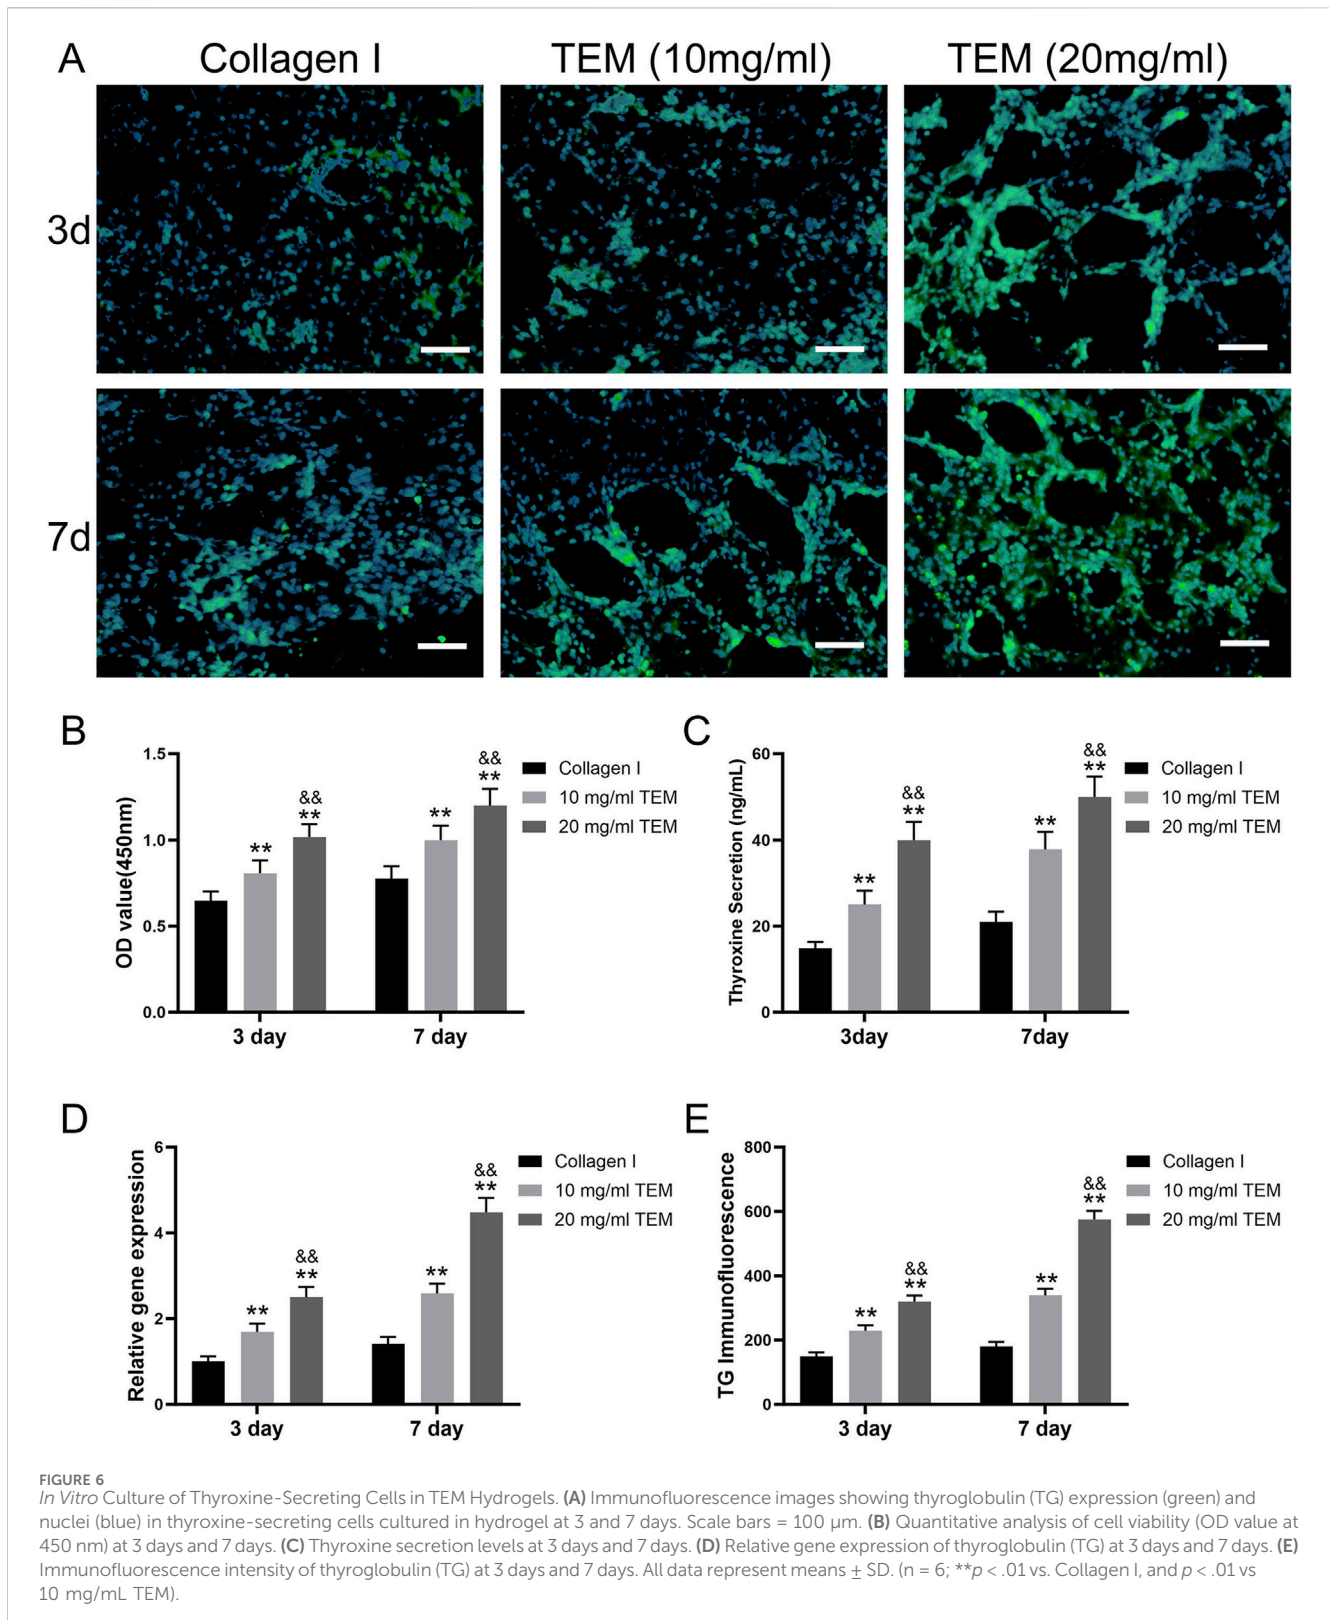 A
Collagen I
TEM (10mg/ml)
TEM (20mg/ml)
3d
7d
B
OD value(450nm)
1.5
1.0
0.5
0.0
&&
**
**
&&
**
**
3 day
7 day
Collagen I
10 mg/ml TEM
20 mg/ml TEM
C
Thyroxine Secretion (ng/mL)
60
40
20
0
**
&&
**
**
&&
**
3day
7day
Collagen I
10 mg/ml TEM
20 mg/ml TEM
D
Relative gene expression
6
4
2
0
**
&&
**
**
&&
**
3 day
7 day
Collagen I
10 mg/ml TEM
20 mg/ml TEM
E
TG Immunofluorescence
800
600
400
200
0
**
&&
**
**
&&
**
3 day
7 day
Collagen I
10 mg/ml TEM
20 mg/ml TEM
FIGURE 6
In Vitro Culture of Thyroxine-Secreting Cells in TEM Hydrogels. (A) Immunofluorescence images showing thyroglobulin (TG) expression (green) and
nuclei (blue) in thyroxine-secreting cells cultured in hydrogel at 3 and 7 days. Scale bars = 100 μm. (B) Quantitative analysis of cell viability (OD value at
450 nm) at 3 days and 7 days. (C) Thyroxine secretion levels at 3 days and 7 days. (D) Relative gene expression of thyroglobulin (TG) at 3 days and 7 days. (E)
Immunofluorescence intensity of thyroglobulin (TG) at 3 days and 7 days. All data represent means ± SD. (n = 6; **p < .01 vs. Collagen I, and p < .01 vs
10 mg/mL TEM).